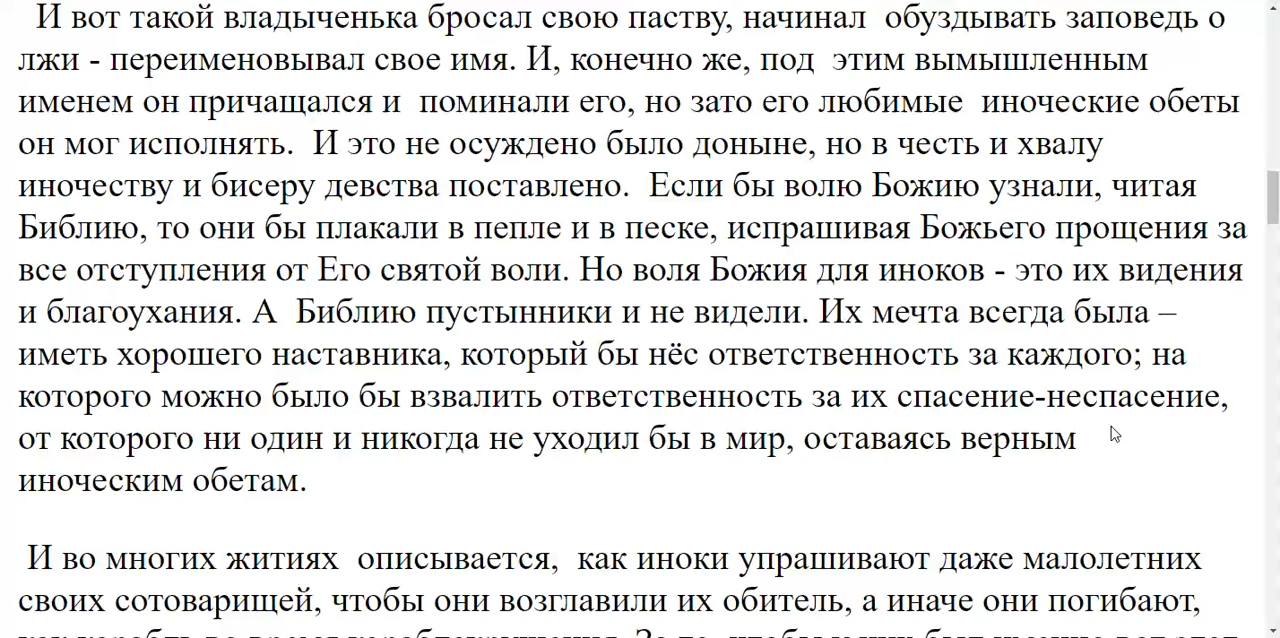 И вот такой владыченька бросал свою паству, начинал  обуздывать заповедь о
лжи - переименовывал свое имя. И, конечно же, под  этим вымышленным
именем он причащался и  поминали его, но зато его любимые  иноческие обеты
он мог исполнять.  И это не осуждено было доныне, но в честь и хвалу
иночеству и бисеру девства поставлено.  Если бы волю Божию узнали, читая
Библию, то они бы плакали в пепле и в песке, испрашивая Божьего прощения за
все отступления от Его святой воли. Но воля Божия для иноков - это их видения
и благоухания. А  Библию пустынники и не видели. Их мечта всегда была –
иметь хорошего наставника, который бы нёс ответственность за каждого; на
которого можно было бы взвалить ответственность за их спасение-неспасение,
от которого ни один и никогда не уходил бы в мир, оставаясь верным
иноческим обетам.
И во многих житиях  описывается,  как иноки упрашивают даже малолетних
своих сотоварищей, чтобы они возглавили их обитель, а иначе они погибают,